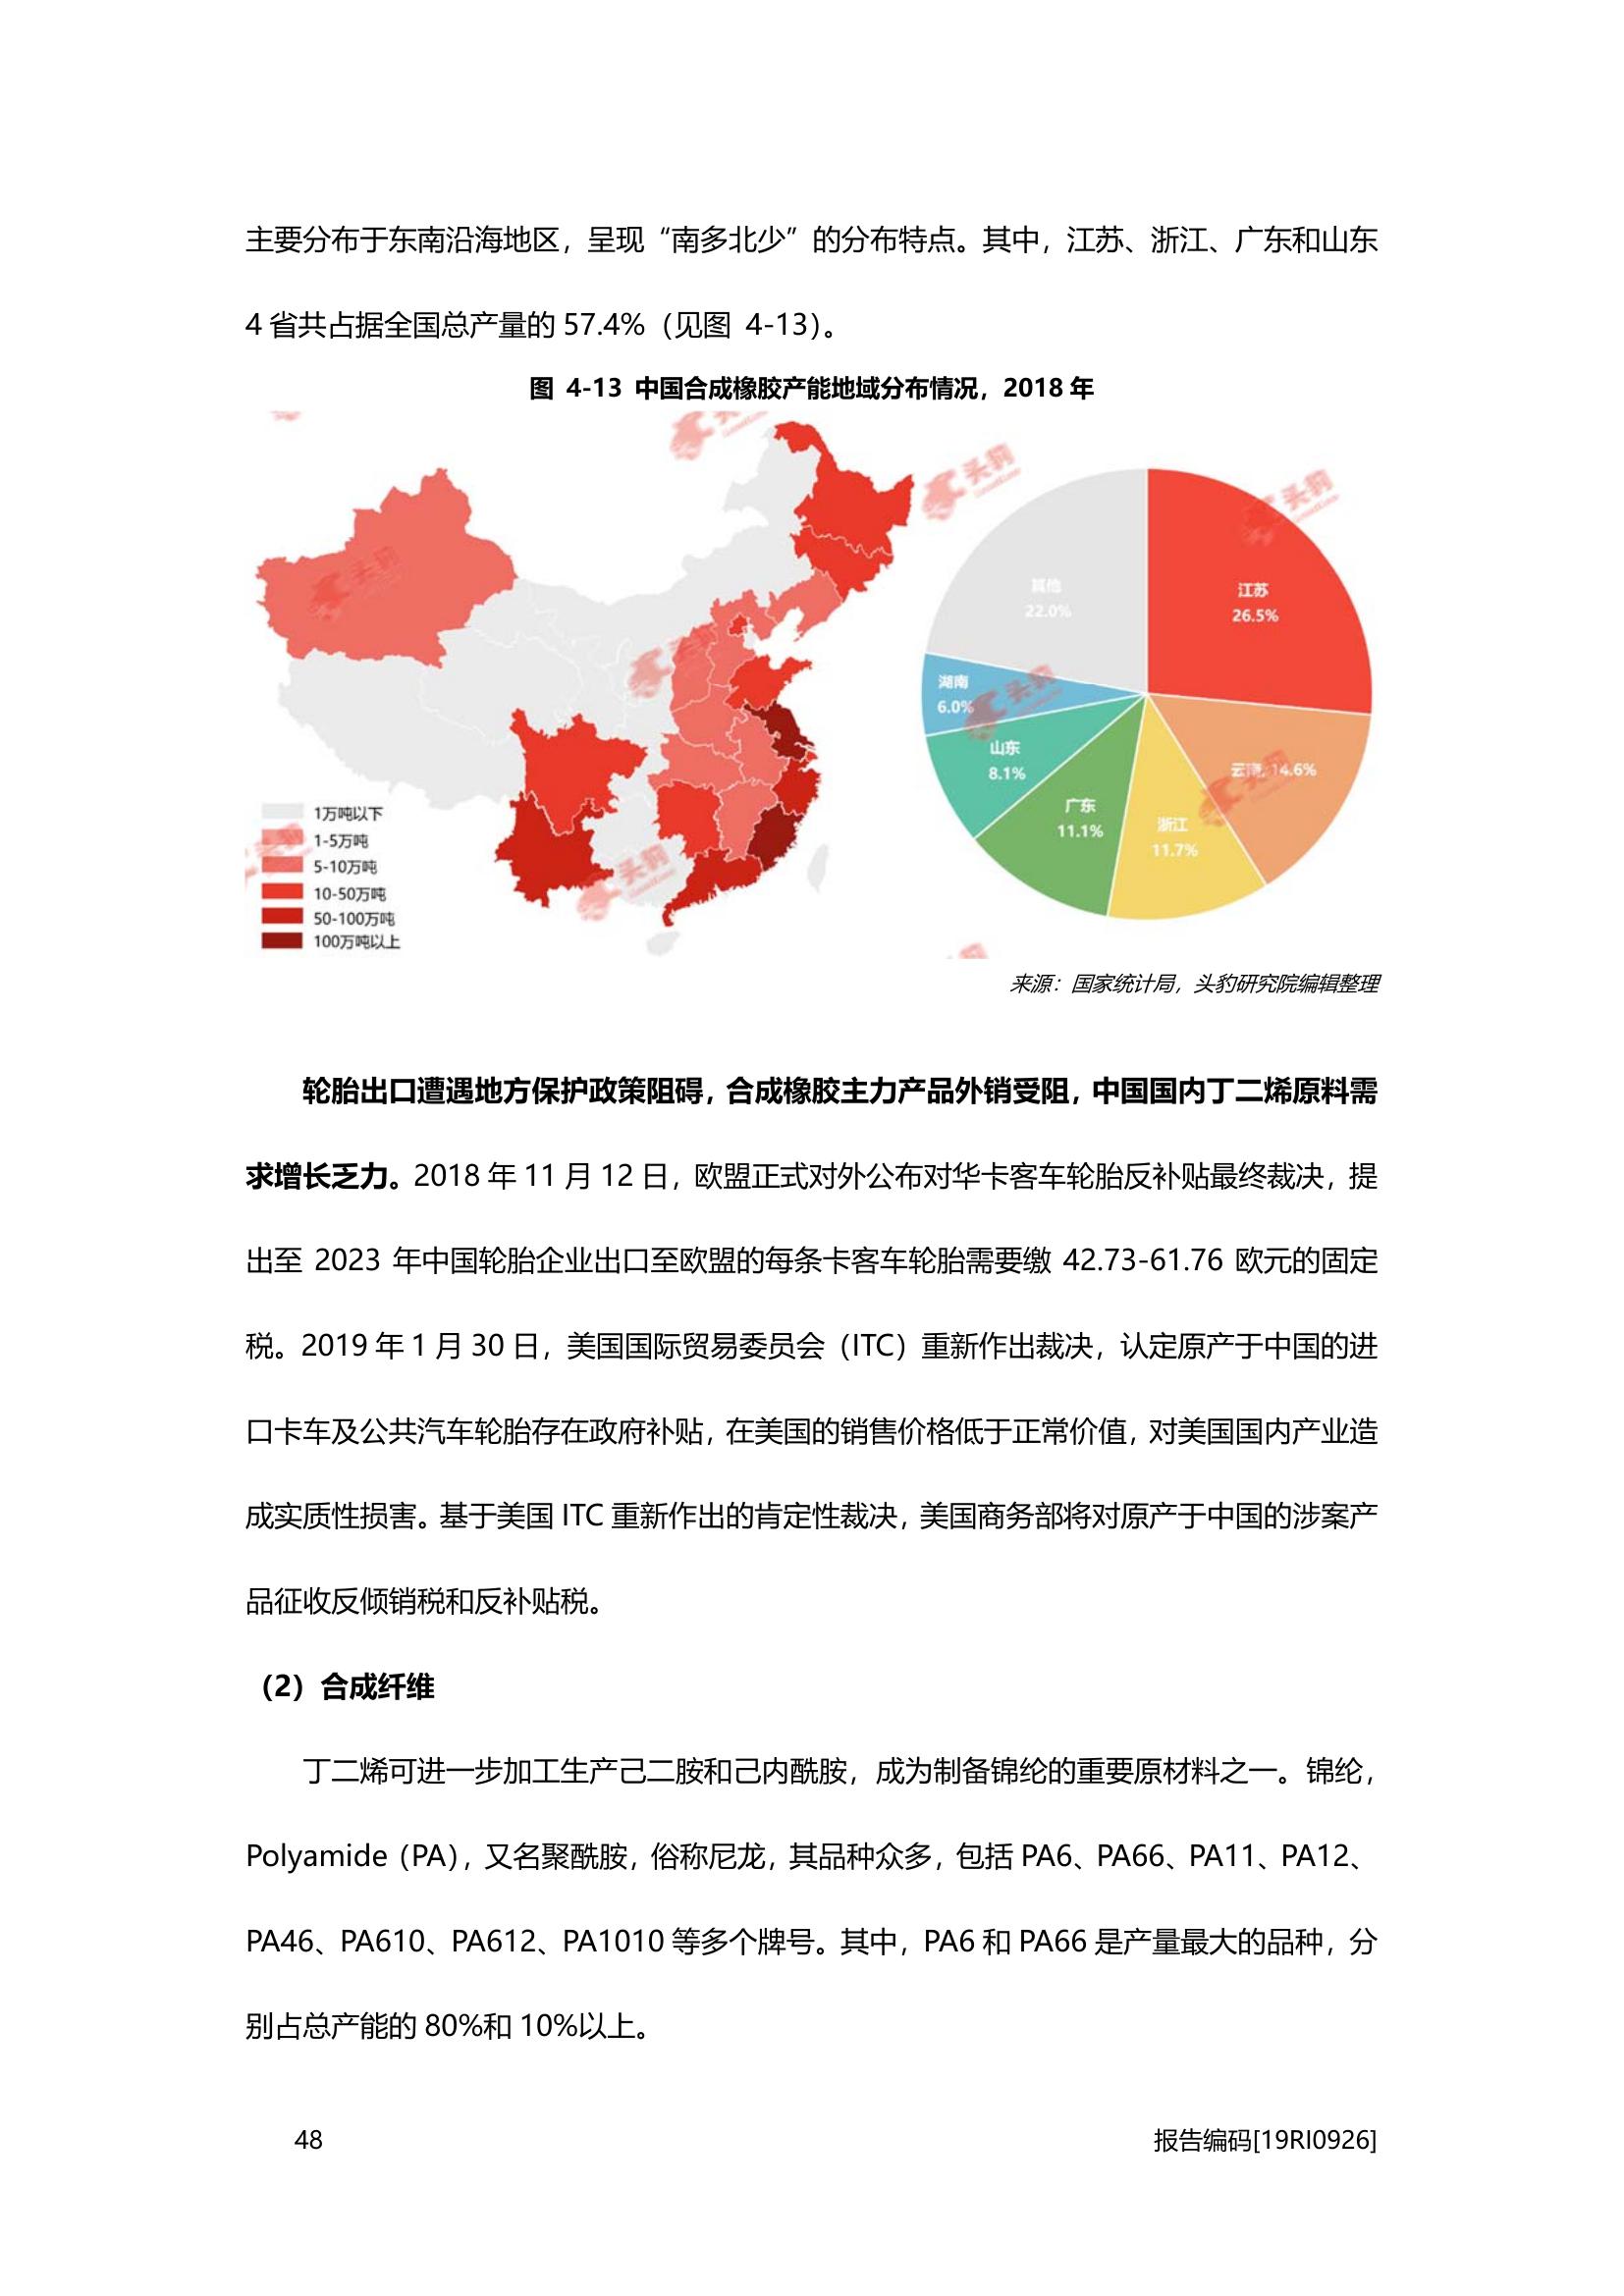 主要分布于东南沿海地区，呈现“南多北少”的分布特点。其中，江苏、浙江、广东和山东
4 省共占据全国总产量的 57.4%（见图 4-13）。
图 4-13 中国合成橡胶产能地域分布情况，2018 年
头豹
头豹
头豹
其他
22.0%
江苏
26.5%
湖南
6.0%
头豹
山东
8.1%
14.6%
广东
11.1%
浙江
11.7%
1万吨以下
1-5万吨
5-10万吨
10-50万吨
50-100万吨
100万吨以上
头豹
来源：国家统计局，头豹研究院编辑整理
轮胎出口遭遇地方保护政策阻碍，合成橡胶主力产品外销受阻，中国国内丁二烯原料需
求增长乏力。2018 年 11 月 12 日，欧盟正式对外公布对华卡客车轮胎反补贴最终裁决，提
出至 2023 年中国轮胎企业出口至欧盟的每条卡客车轮胎需要缴 42.73-61.76 欧元的固定
税。2019 年 1 月 30 日，美国国际贸易委员会（ITC）重新作出裁决，认定原产于中国的进
口卡车及公共汽车轮胎存在政府补贴，在美国的销售价格低于正常价值，对美国国内产业造
成实质性损害。基于美国 ITC 重新作出的肯定性裁决，美国商务部将对原产于中国的涉案产
品征收反倾销税和反补贴税。
（2）合成纤维
丁二烯可进一步加工生产己二胺和己内酰胺，成为制备锦纶的重要原材料之一。锦纶，
Polyamide（PA），又名聚酰胺，俗称尼龙，其品种众多，包括 PA6、PA66、PA11、PA12、
PA46、PA610、PA612、PA1010 等多个牌号。其中，PA6 和 PA66 是产量最大的品种，分
别占总产能的 80%和 10%以上。
48
报告编码[19RI0926]